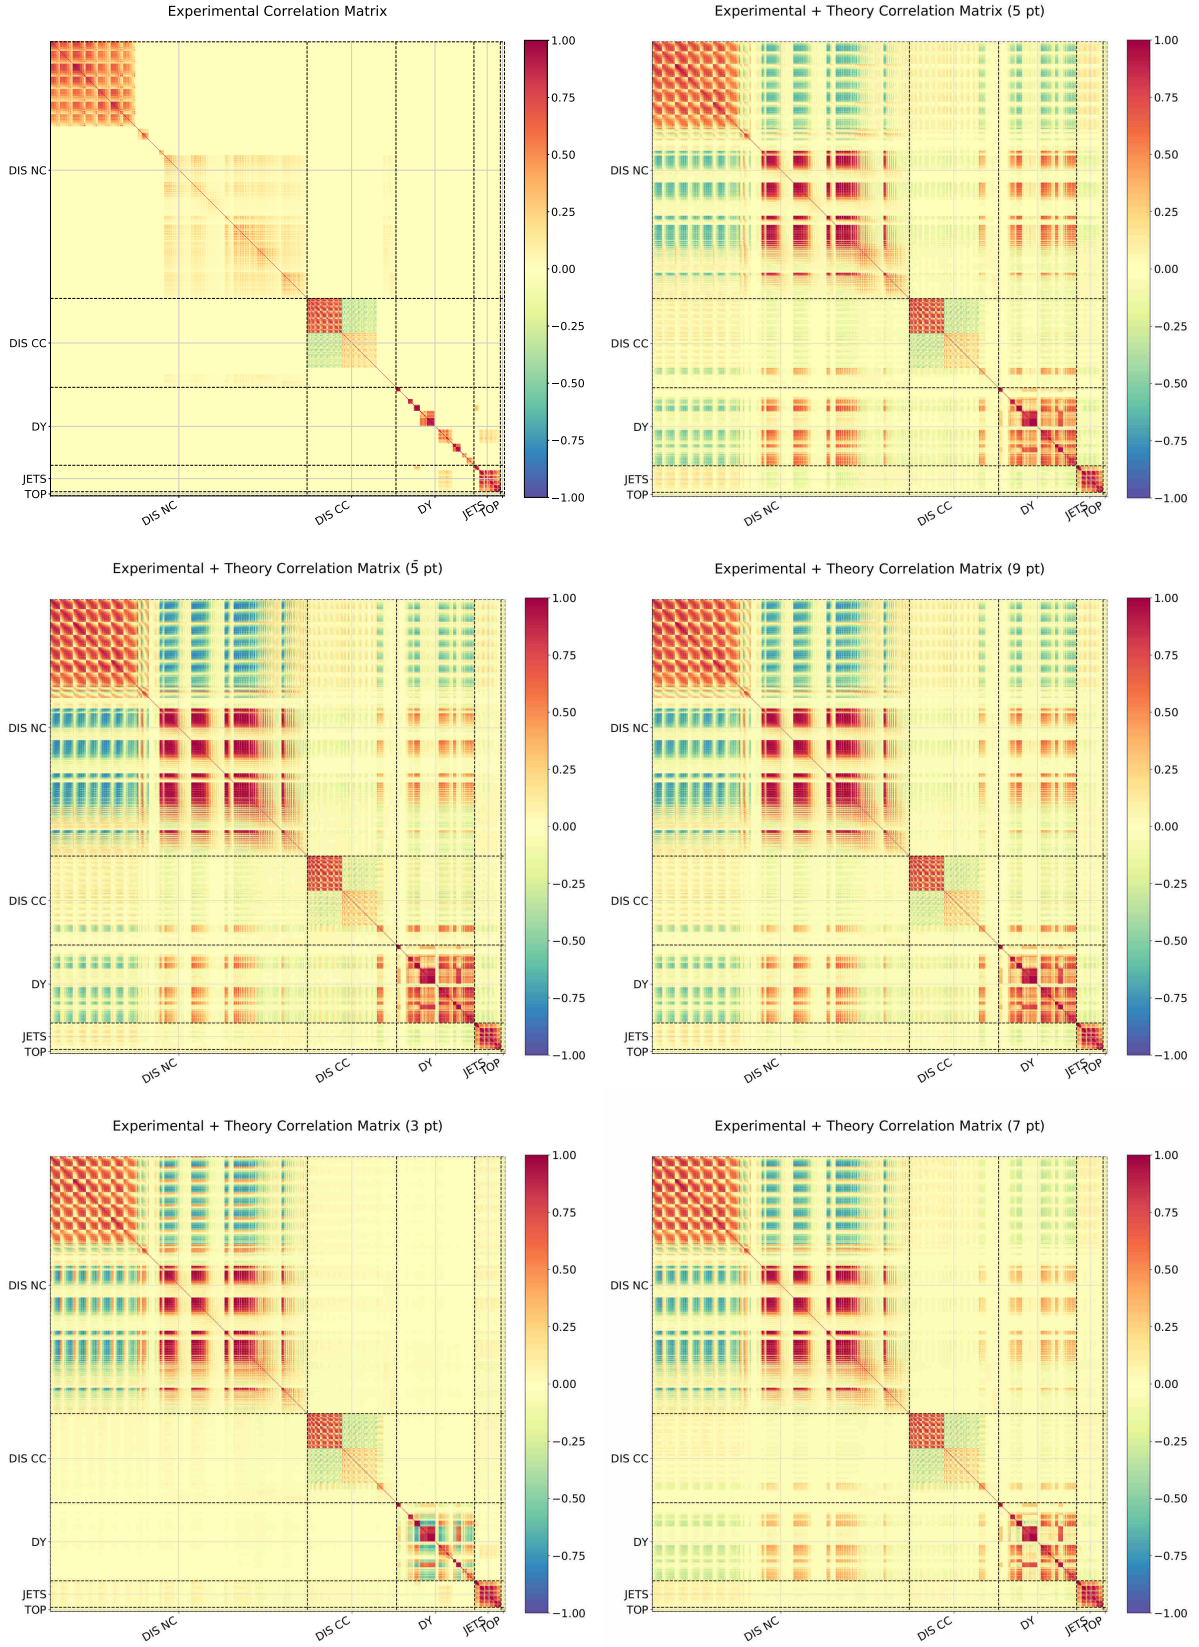 Experimental Correlation Matrix
DIS NC
DIS CC
DY
JETS
TOP
DIS NC
DIS CC
DY
JETS
TOP
1.00
0.75
0.50
0.25
0.00
−0.25
−0.50
−0.75
−1.00
Experimental + Theory Correlation Matrix (5 pt)
DIS NC
DIS CC
DY
JETS
TOP
DIS NC
DIS CC
DY
JETS
TOP
1.00
0.75
0.50
0.25
0.00
−0.25
−0.50
−0.75
−1.00
Experimental + Theory Correlation Matrix (5̄ pt)
DIS NC
DIS CC
DY
JETS
TOP
DIS NC
DIS CC
DY
JETS
TOP
1.00
0.75
0.50
0.25
0.00
−0.25
−0.50
−0.75
−1.00
Experimental + Theory Correlation Matrix (9 pt)
DIS NC
DIS CC
DY
JETS
TOP
DIS NC
DIS CC
DY
JETS
TOP
1.00
0.75
0.50
0.25
0.00
−0.25
−0.50
−0.75
−1.00
Experimental + Theory Correlation Matrix (3 pt)
DIS NC
DIS CC
DY
JETS
TOP
DIS NC
DIS CC
DY
JETS
TOP
1.00
0.75
0.50
0.25
0.00
−0.25
−0.50
−0.75
−1.00
Experimental + Theory Correlation Matrix (7 pt)
DIS NC
DIS CC
DY
JETS
TOP
DIS NC
DIS CC
DY
JETS
TOP
1.00
0.75
0.50
0.25
0.00
−0.25
−0.50
−0.75
−1.00